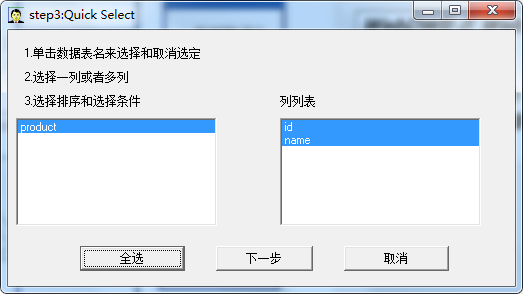 step3:Quick Select
1.单击数据表名来选择和取消选定
2.选择一列或者多列
3.选择排序和选择条件
列列表
product
id
name
全选
下一步
取消